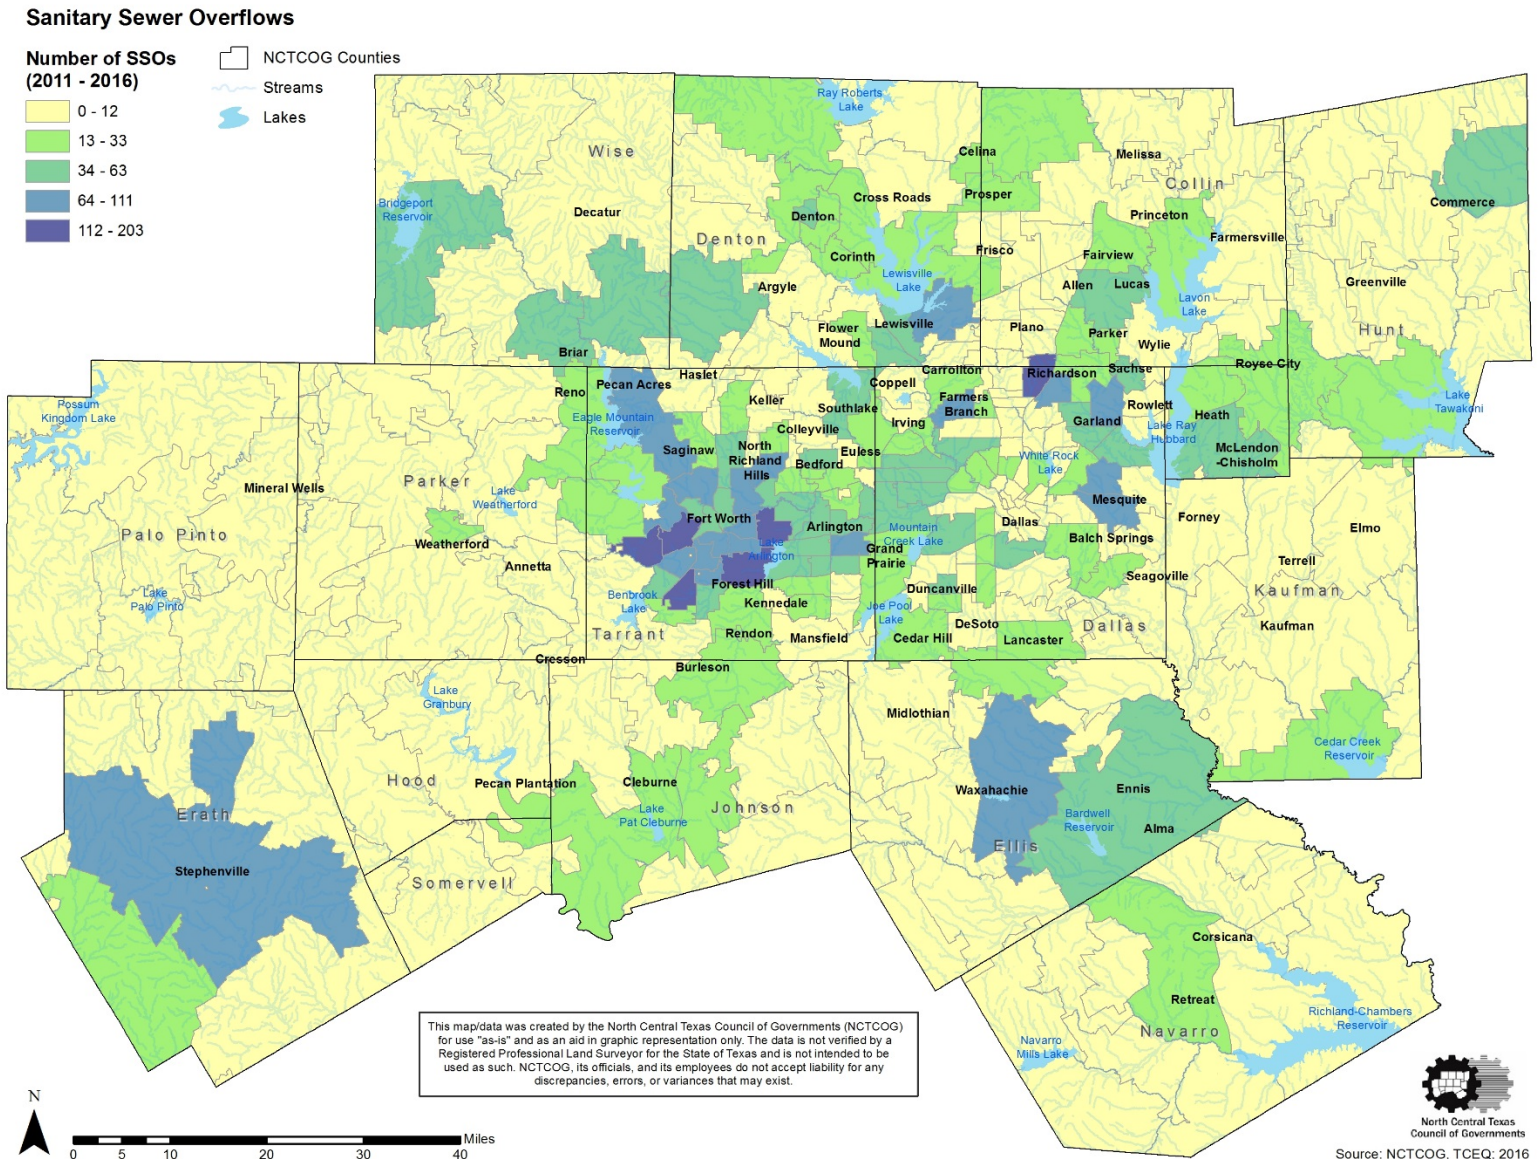 Sanitary Sewer Overflows
Number of SSOs
(2011 - 2016)
0 - 12
13 - 33
34 - 63
64 - 111
112 - 203
NCTCOG Counties
Streams
Lakes
Ray Roberts
Lake
Wise
Celina
Melissa
Collin
Bridgeport
Reservoir
Decatur
Denton
Cross Roads
Prosper
Princeton
Commerce
Denton
Frisco
Farmersville
Corinth
Fairview
Lewisville
Lake
Argyle
Allen
Lucas
Lavon
Lake
Greenville
Flower
Mound
Lewisville
Plano
Parker
Wylie
Hunt
Briar
Haslet
Carrollton
Richardson
Sachse
Royse City
Reno
Pecan Acres
Keller
Coppell
Farmers
Branch
Rowlett
Possum
Kingdom Lake
Eagle Mountain
Reservoir
Southlake
Irving
Garland
Heath
Lake
Tawakoni
Colleyville
Lake Ray
Hubbard
Saginaw
North
Richland
Hills
Bedford
Euless
White Rock
Lake
McLendon
-Chisholm
Mineral Wells
Parker
Lake
Weatherford
Mesquite
Palo Pinto
Fort Worth
Arlington
Mountain
Creek Lake
Dallas
Forney
Elmo
Weatherford
Lake
Arlington
Grand
Prairie
Balch Springs
Annetta
Terrell
Seagoville
Kaufman
Lake
Palo Pinto
Benbrook
Lake
Forest Hill
Kennedale
Joe Pool
Lake
Duncanville
Tarrant
Rendon
Mansfield
Cedar Hill
DeSoto
Lancaster
Dallas
Kaufman
Cresson
Burleson
Lake
Granbury
Midlothian
Cedar Creek
Reservoir
Hood
Pecan Plantation
Cleburne
Waxahachie
Ennis
Erath
Lake
Pat Cleburne
Johnson
Bardwell
Reservoir
Alma
Ellis
Stephenville
Somervell
Corsicana
Retreat
Richland-Chambers
Reservoir
Navarro
Navarro
Mills Lake
This map/data was created by the North Central Texas Council of Governments (NCTCOG)
for use "as-is" and as an aid in graphic representation only. The data is not verified by a
Registered Professional Land Surveyor for the State of Texas and is not intended to be
used as such. NCTCOG, its officials, and its employees do not accept liability for any
discrepancies, errors, or variances that may exist.
N
Miles
0 5 10 20 30 40
North Central Texas
Council of Governments
Source: NCTCOG, TCEQ; 2016